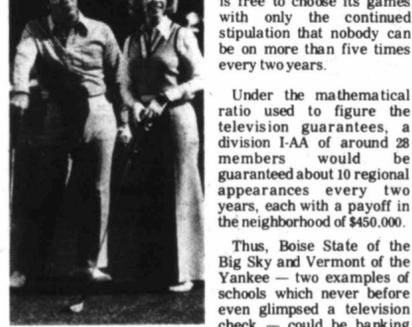 is free to choose its games
with only the continued
stipulation that nobody can
be on more than five times
every two years.
Under the mathematical
ratio used to figure the
television guarantees, a
division I-AA of around 28
members would be
guaranteed about 10 regional
appearances every two
years, each with a payoff in
the neighborhood of $450,000.
Thus, Boise State of the
Big Sky and Vermont of the
Yankee — two examples of
schools which never before
even glimpsed a television
check — could be banking